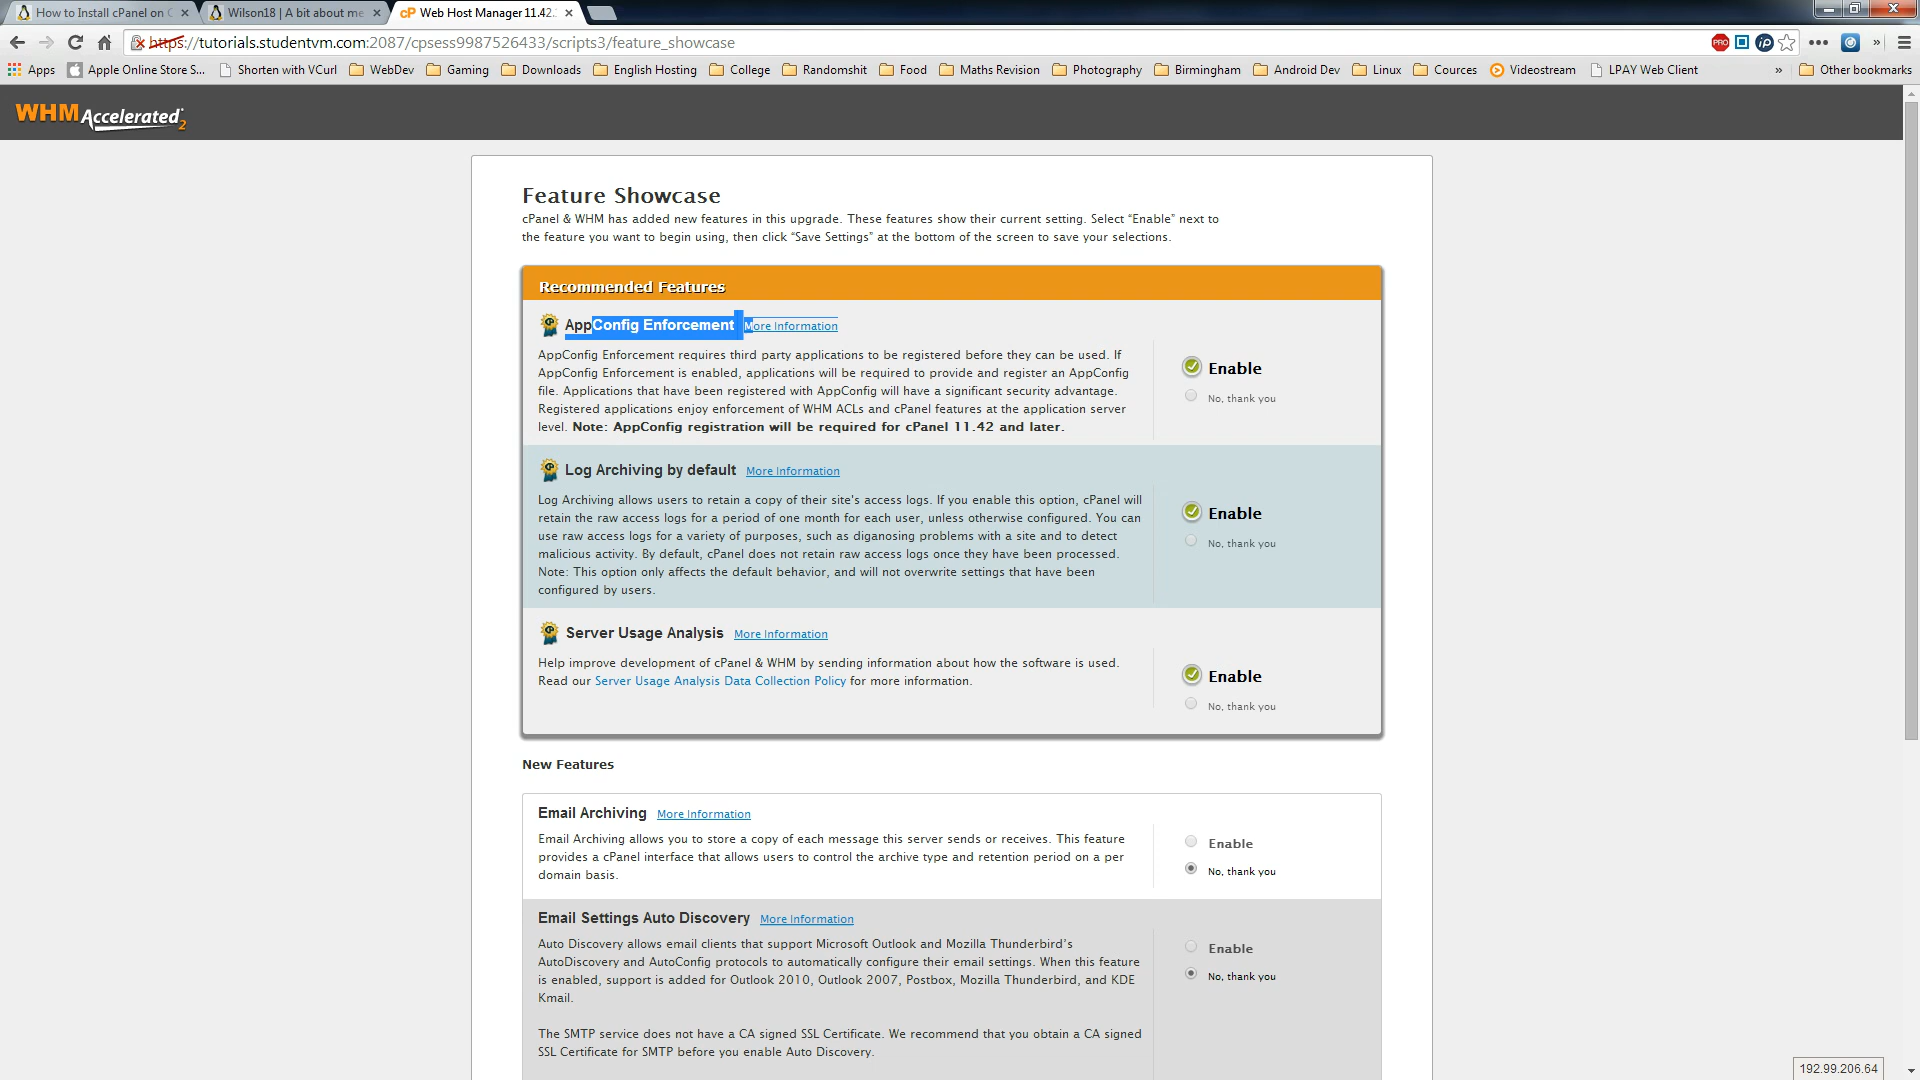 How to Install cPanel on C
Wilson18 | A bit about me
Web Host Manager 11.42.
https://tutorials.studentvm.com:2087/cpsess9987526433/scripts3/feature_showcase
Apps Apple Online Store S... Shorten with VCurl WebDev Gaming Downloads English Hosting College Randomshit Food Maths Revision Photography Birmingham Android Dev Linux Cources Videostream LPAY Web Client » Other bookmarks
WHM Accelerated2
Feature Showcase
cPanel & WHM has added new features in this upgrade. These features show their current setting. Select “Enable” next to
the feature you want to begin using, then click “Save Settings” at the bottom of the screen to save your selections.
Recommended Features
AppConfig Enforcement More Information
AppConfig Enforcement requires third party applications to be registered before they can be used. If
AppConfig Enforcement is enabled, applications will be required to provide and register an AppConfig
file. Applications that have been registered with AppConfig will have a significant security advantage.
Registered applications enjoy enforcement of WHM ACLs and cPanel features at the application server
level. Note: AppConfig registration will be required for cPanel 11.42 and later.
Enable
No, thank you
Log Archiving by default More Information
Log Archiving allows users to retain a copy of their site's access logs. If you enable this option, cPanel will
retain the raw access logs for a period of one month for each user, unless otherwise configured. You can
use raw access logs for a variety of purposes, such as diganosing problems with a site and to detect
malicious activity. By default, cPanel does not retain raw access logs once they have been processed.
Note: This option only affects the default behavior, and will not overwrite settings that have been
configured by users.
Enable
No, thank you
Server Usage Analysis More Information
Help improve development of cPanel & WHM by sending information about how the software is used.
Read our Server Usage Analysis Data Collection Policy for more information.
Enable
No, thank you
New Features
Email Archiving More Information
Email Archiving allows you to store a copy of each message this server sends or receives. This feature
provides a cPanel interface that allows users to control the archive type and retention period on a per
domain basis.
Enable
No, thank you
Email Settings Auto Discovery More Information
Auto Discovery allows email clients that support Microsoft Outlook and Mozilla Thunderbird’s
AutoDiscovery and AutoConfig protocols to automatically configure their email settings. When this feature
is enabled, support is added for Outlook 2010, Outlook 2007, Postbox, Mozilla Thunderbird, and KDE
Kmail.
The SMTP service does not have a CA signed SSL Certificate. We recommend that you obtain a CA signed
SSL Certificate for SMTP before you enable Auto Discovery.
Enable
No, thank you
192.99.206.64